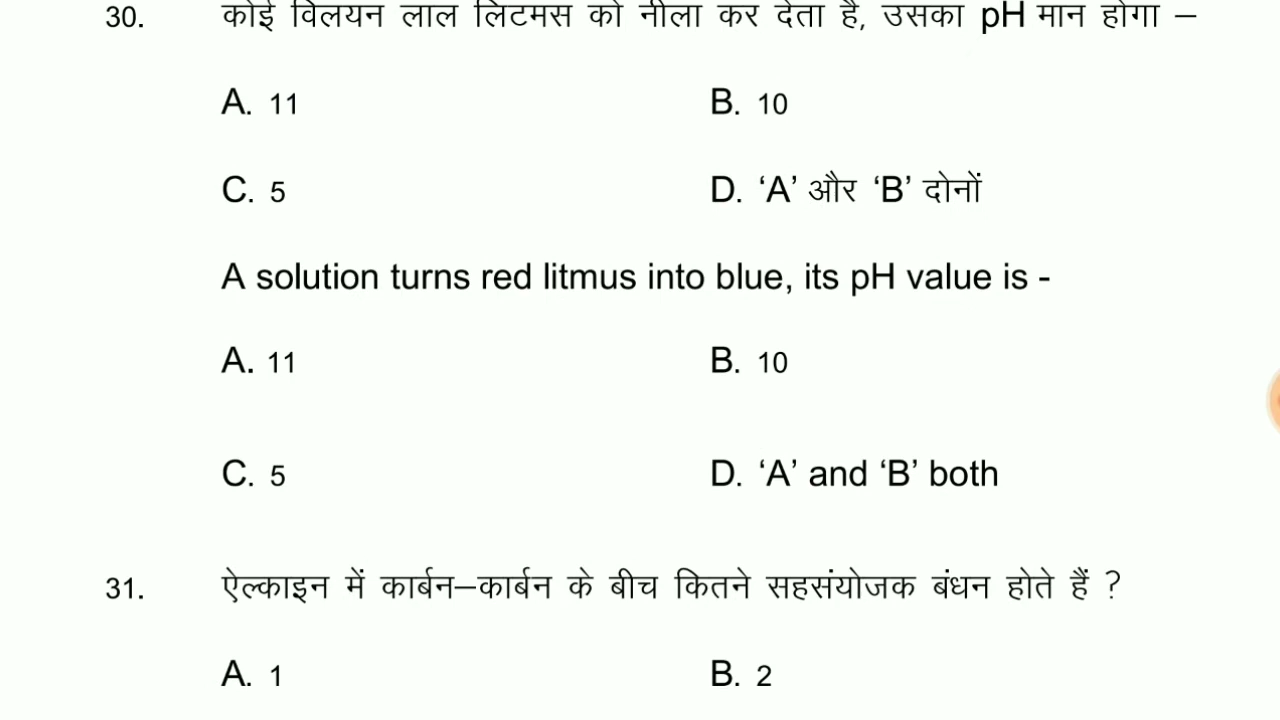 30. कोई विलयन लाल लिटमस को नीला कर देता है, उसका pH मान होगा –
A. 11 B. 10
C. 5 D. ‘A’ और ‘B’ दोनों
A solution turns red litmus into blue, its pH value is -
A. 11 B. 10
C. 5 D. ‘A’ and ‘B’ both
31. ऐल्काइन में कार्बन–कार्बन के बीच कितने सहसंयोजक बंधन होते हैं ?
A. 1 B. 2